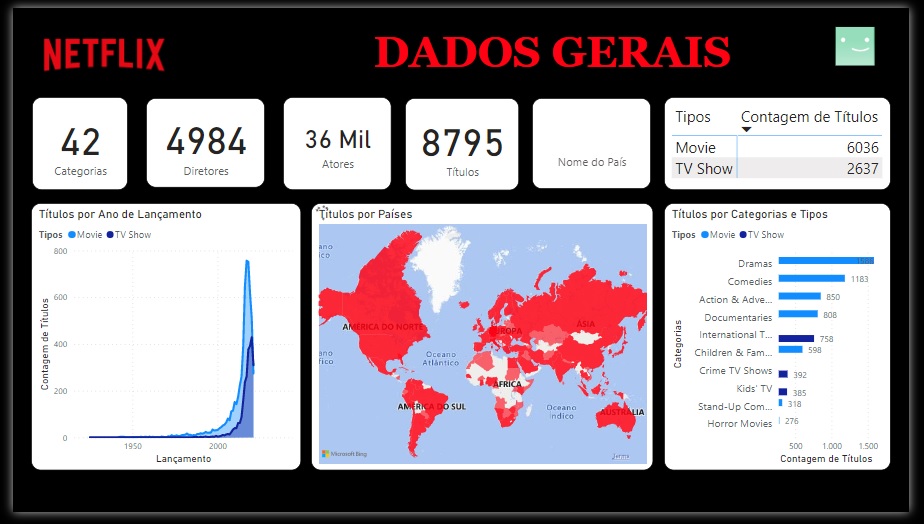 NETFLIX
DADOS GERAIS
42
Categorias
4984
Diretores
36 Mil
Atores
8795
Títulos
Nome do País
Tipos Contagem de Títulos
Movie 6036
TV Show 2637
Títulos por Ano de Lançamento
Tipos Movie TV Show
Contagem de Títulos
800
600
400
200
0
1950 2000
Lançamento
Títulos por Países
ano
ífico
AMÉRICA DO NORTE
EUROPA
ÁSIA
Oceano
Atlântico
ÁFRICA
AMÉRICA DO SUL
Oceano
Índico
AUSTRALIA
Microsoft Bing
Terms
Títulos por Categorias e Tipos
Tipos Movie TV Show
Categorias
Dramas
Comedies 1183
Action & Adve... 850
Documentaries 808
International T... 758
Children & Fam... 598
Crime TV Shows 392
Kids' TV 385
Stand-Up Com... 318
Horror Movies 276
500 1.000 1.500
Contagem de Títulos